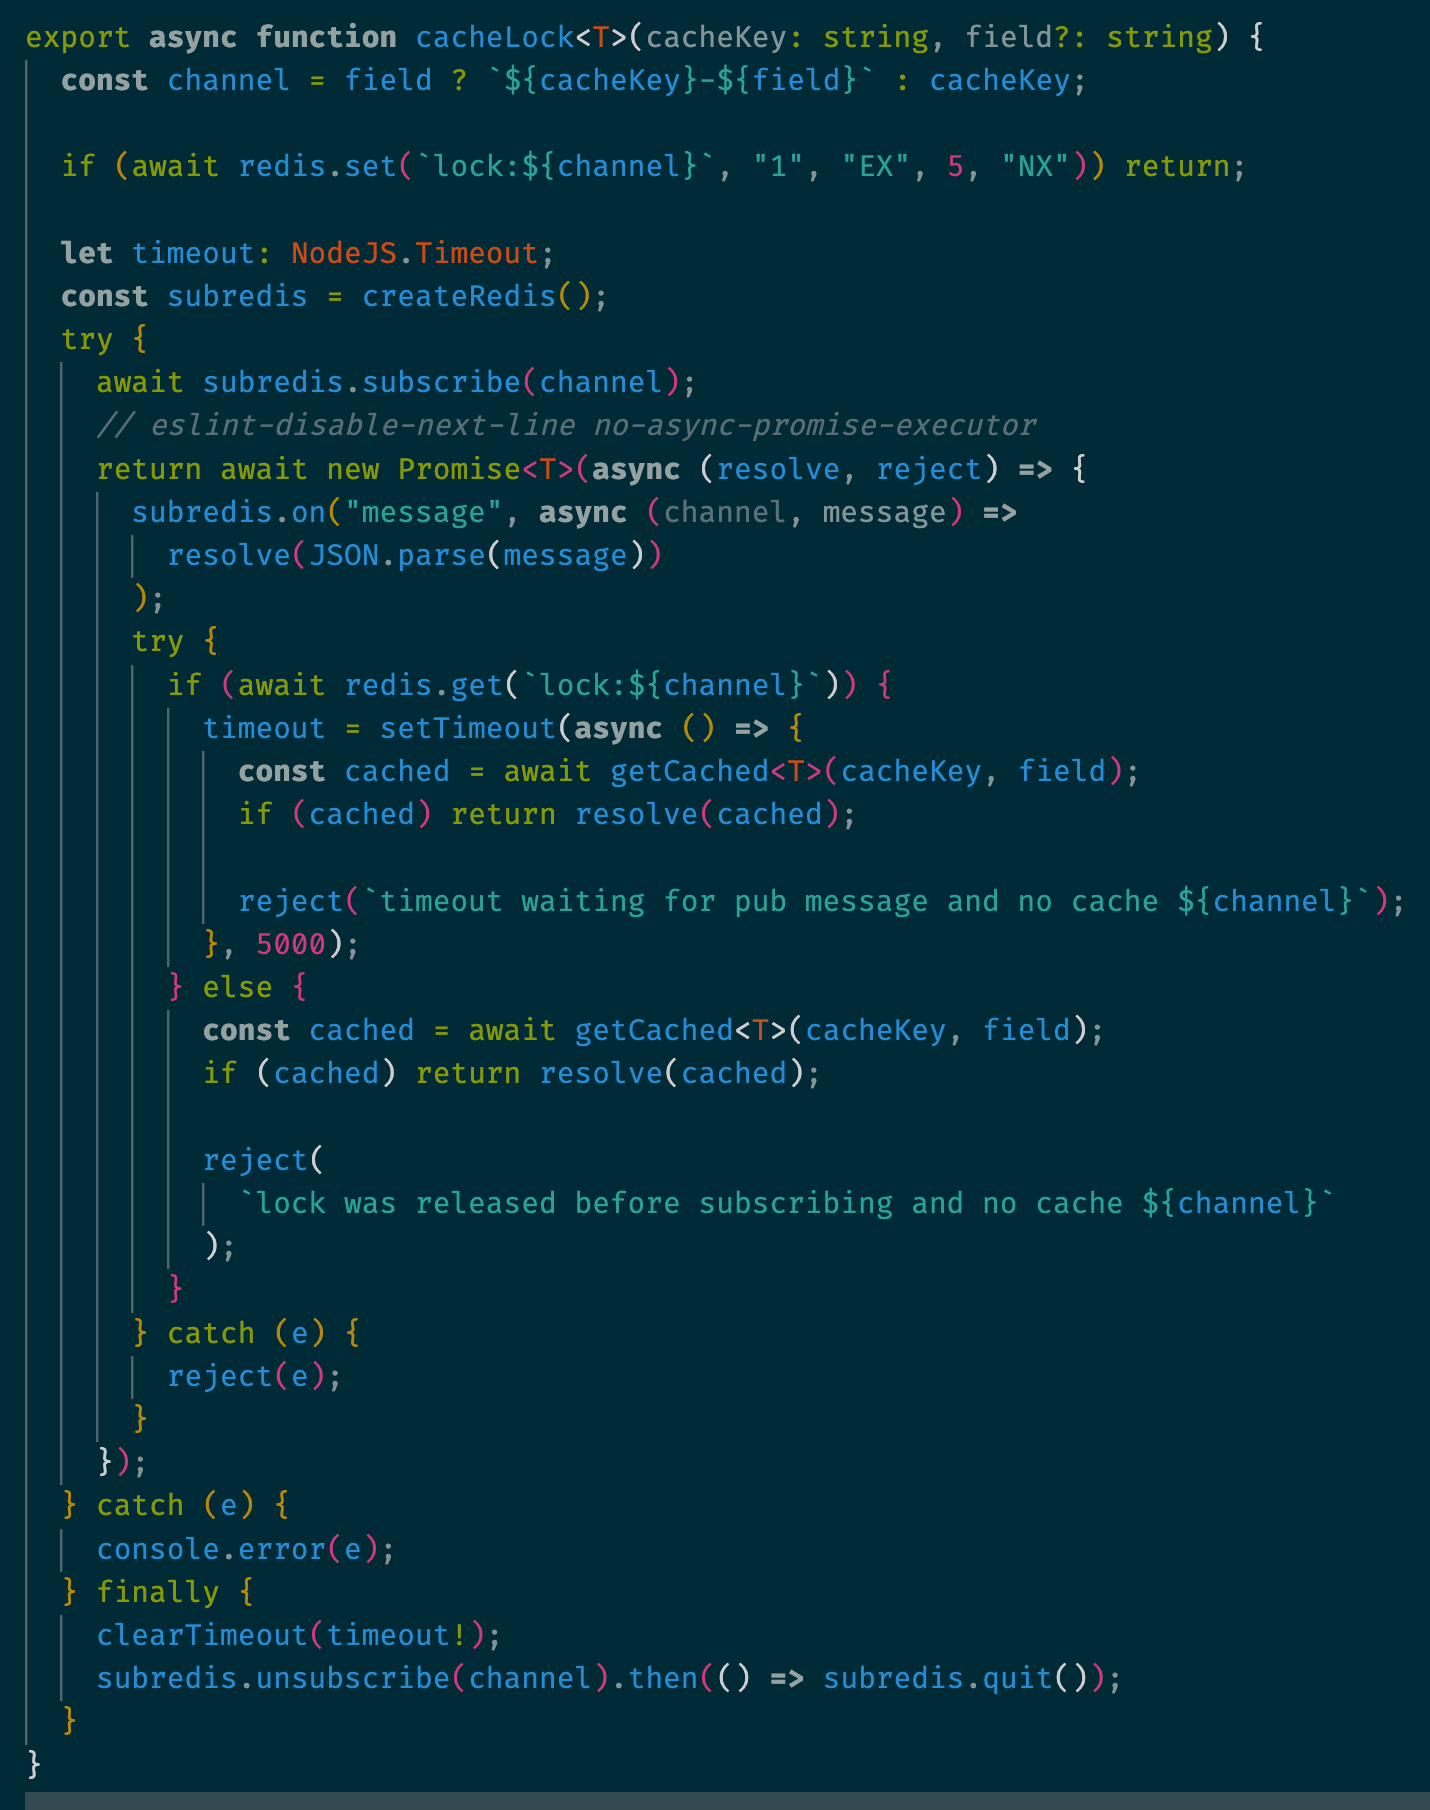 export async function cacheLock<T>(cacheKey: string, field?: string) {
const channel = field ? `${cacheKey}-${field}` : cacheKey;
if (await redis.set(`lock:${channel}`, "1", "EX", 5, "NX")) return;
let timeout: NodeJS.Timeout;
const subredis = createRedis();
try {
await subredis.subscribe(channel);
// eslint-disable-next-line no-async-promise-executor
return await new Promise<T>(async (resolve, reject) => {
subredis.on("message", async (channel, message) =>
resolve(JSON.parse(message))
);
try {
if (await redis.get(`lock:${channel}`)) {
timeout = setTimeout(async () => {
const cached = await getCached<T>(cacheKey, field);
if (cached) return resolve(cached);
reject(`timeout waiting for pub message and no cache ${channel}`);
}, 5000);
} else {
const cached = await getCached<T>(cacheKey, field);
if (cached) return resolve(cached);
reject(
`lock was released before subscribing and no cache ${channel}`
);
}
} catch (e) {
reject(e);
}
});
} catch (e) {
console.error(e);
} finally {
clearTimeout(timeout!);
subredis.unsubscribe(channel).then(() => subredis.quit());
}
}